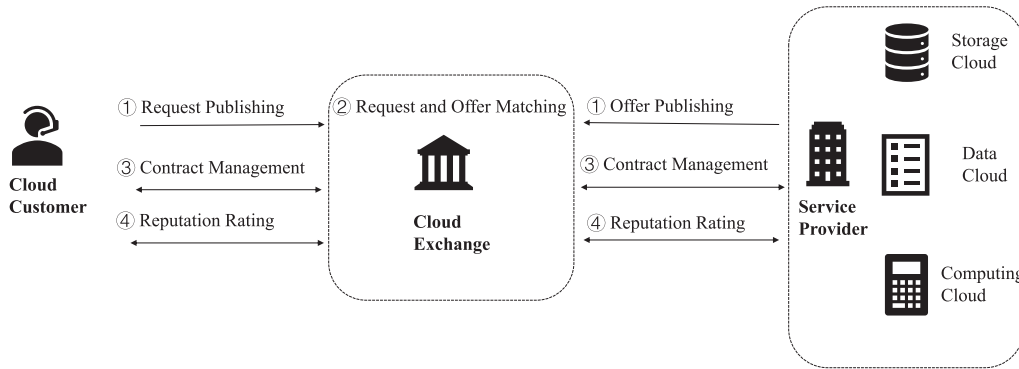 ① Request Publishing
③ Contract Management
④ Reputation Rating
Cloud
Customer
② Request and Offer Matching
Cloud
Exchange
① Offer Publishing
③ Contract Management
④ Reputation Rating
Service
Provider
Storage
Cloud
Data
Cloud
Computing
Cloud